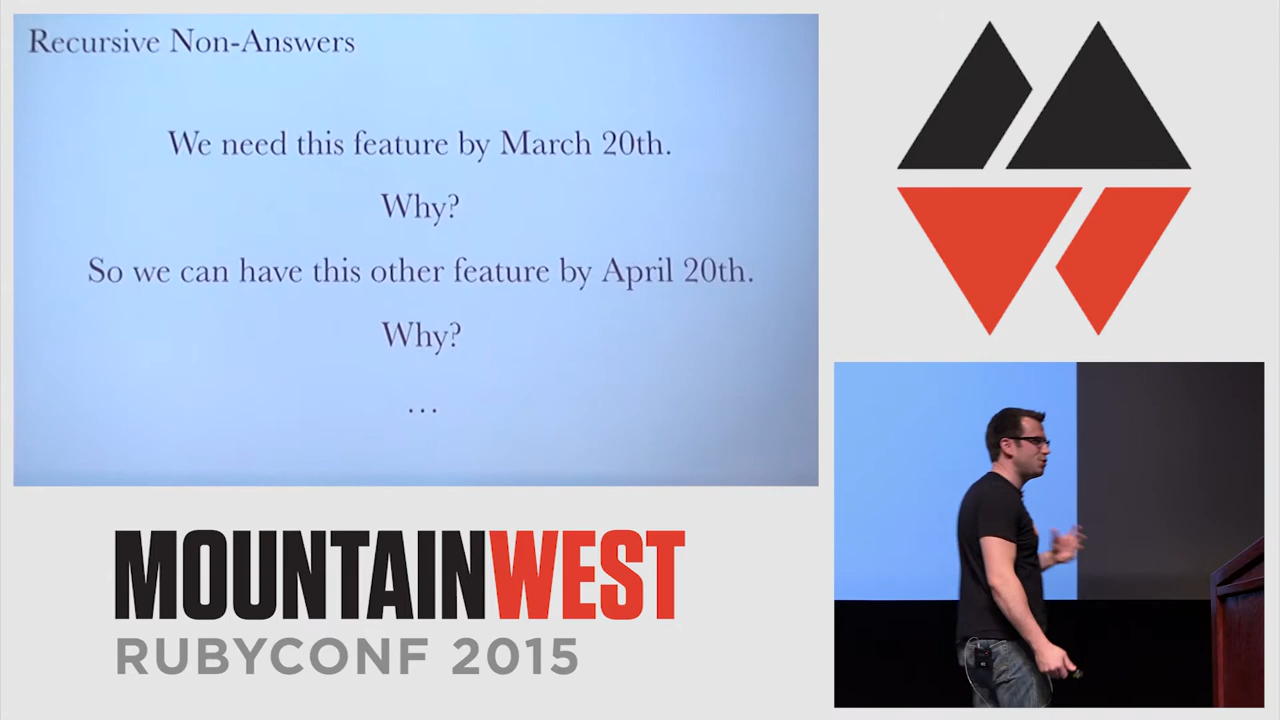 Recursive Non-Answers
We need this feature by March 20th.
Why?
So we can have this other feature by April 20th.
Why?
...
MOUNTAINWEST
RUBYCONF 2015